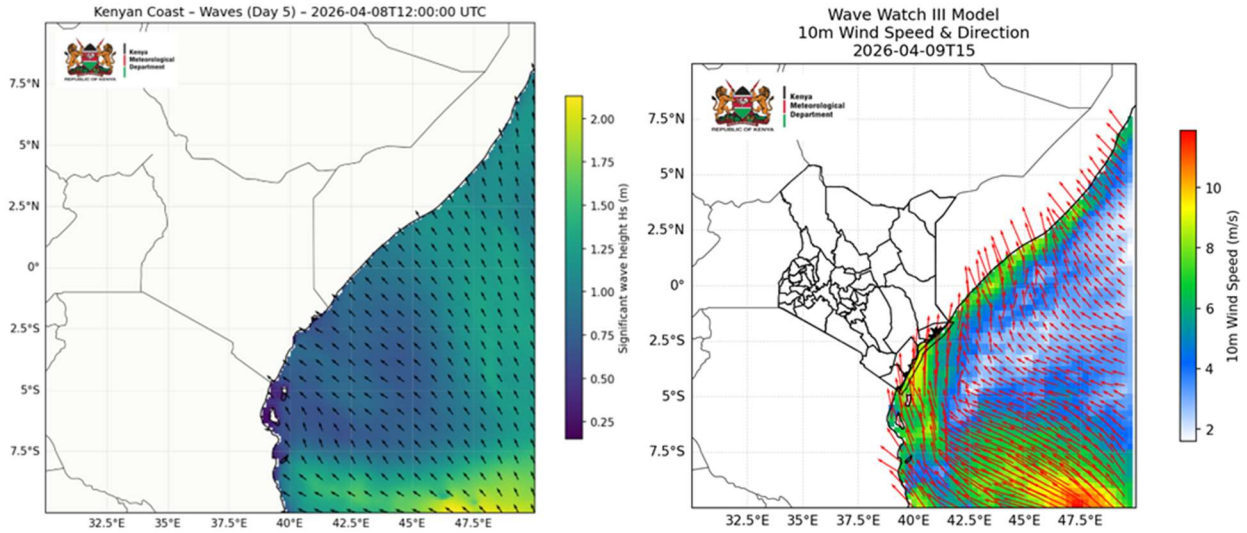 Kenyan Coast – Waves (Day 5) – 2026-04-08T12:00:00 UTC
Kenya
Meteorological
Department
REPUBLIC OF KENYA
7.5°N
5°N
2.5°N
0°
2.5°S
5°S
7.5°S
32.5°E
35°E
37.5°E
40°E
42.5°E
45°E
47.5°E
2.00
1.75
1.50
1.25
1.00
0.75
0.50
0.25
Significant wave height Hs (m)
Wave Watch III Model
10m Wind Speed & Direction
2026-04-09T15
Kenya
Meteorological
Department
REPUBLIC OF KENYA
7.5°N
5°N
2.5°N
0°
2.5°S
5°S
7.5°S
32.5°E
35°E
37.5°E
40°E
42.5°E
45°E
47.5°E
10
8
6
4
2
10m Wind Speed (m/s)